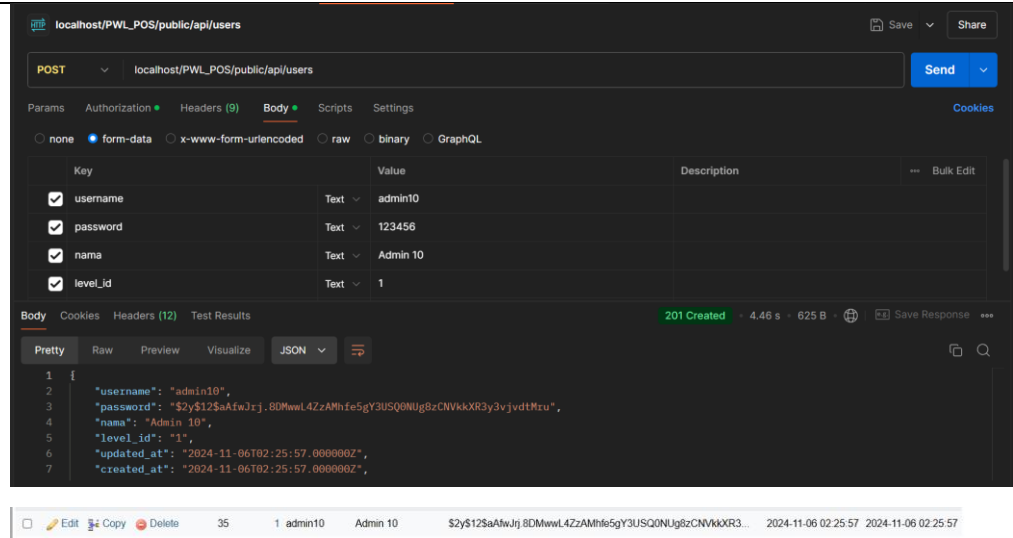 HTTP localhost/PWL_POS/public/api/users Save Share
POST localhost/PWL_POS/public/api/users Send
Params Authorization Headers (9) Body Scripts Settings Cookies
none form-data x-www-form-urlencoded raw binary GraphQL
Key Value Description ... Bulk Edit
username Text admin10
password Text 123456
nama Text Admin 10
level_id Text 1
Body Cookies Headers (12) Test Results 201 Created 4.46 s 625 B Save Response ...
Pretty Raw Preview Visualize JSON
1 {
2 "username": "admin10",
3 "password": "$2y$12$aAfwJrj.8DMwwL4ZzAMhfe5gY3USQ0NUg8zCNVkkXR3y3vjvdtMru",
4 "nama": "Admin 10",
5 "level_id": "1",
6 "updated_at": "2024-11-06T02:25:57.000000Z",
7 "created_at": "2024-11-06T02:25:57.000000Z",
Edit Copy Delete 35 1 admin10 Admin 10 $2y$12$aAfwJrj.8DMwwL4ZzAMhfe5gY3USQ0NUg8zCNVkkXR3... 2024-11-06 02:25:57 2024-11-06 02:25:57